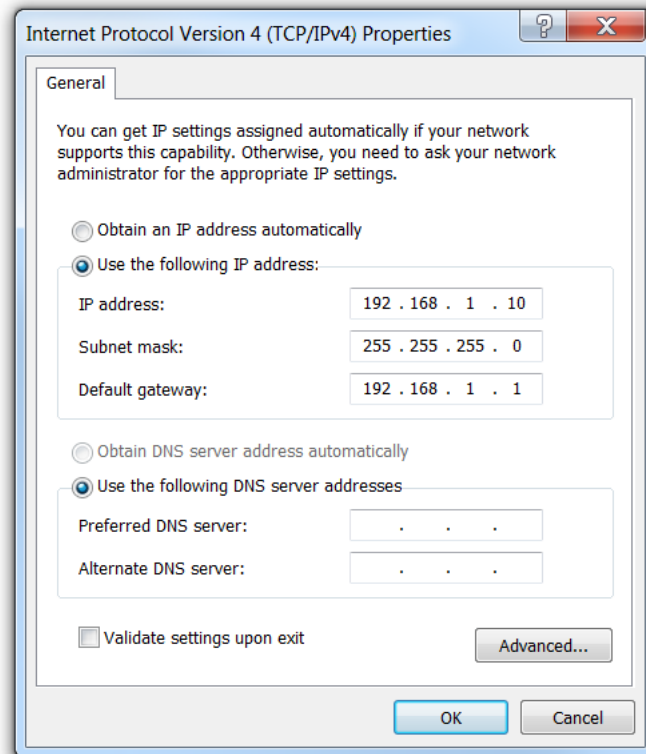 Internet Protocol Version 4 (TCP/IPv4) Properties
General
You can get IP settings assigned automatically if your network
supports this capability. Otherwise, you need to ask your network
administrator for the appropriate IP settings.
Obtain an IP address automatically
Use the following IP address:
IP address: 192 . 168 . 1 . 10
Subnet mask: 255 . 255 . 255 . 0
Default gateway: 192 . 168 . 1 . 1
Obtain DNS server address automatically
Use the following DNS server addresses
Preferred DNS server: . . .
Alternate DNS server: . . .
Validate settings upon exit
Advanced...
OK Cancel